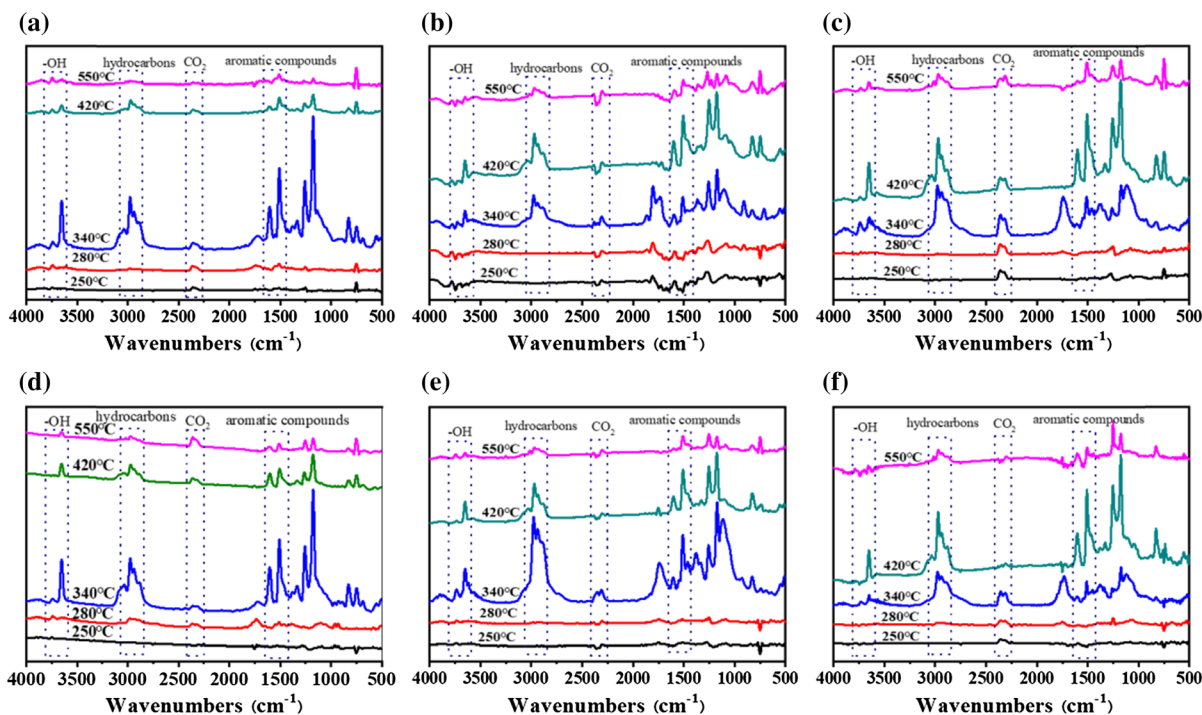 (a)
-OH hydrocarbons CO2 aromatic compounds
550°C
420°C
340°C
280°C
250°C
4000 3500 3000 2500 2000 1500 1000 500
Wavenumbers (cm-1)
(b)
-OH hydrocarbons CO2 aromatic compounds
550°C
420°C
340°C
280°C
250°C
4000 3500 3000 2500 2000 1500 1000 500
Wavenumbers (cm-1)
(c)
-OH hydrocarbons CO2 aromatic compounds
550°C
420°C
340°C
280°C
250°C
4000 3500 3000 2500 2000 1500 1000 500
Wavenumbers (cm-1)
(d)
-OH hydrocarbons CO2 aromatic compounds
550°C
420°C
340°C
280°C
250°C
4000 3500 3000 2500 2000 1500 1000 500
Wavenumbers (cm-1)
(e)
-OH hydrocarbons CO2 aromatic compounds
550°C
420°C
340°C
280°C
250°C
4000 3500 3000 2500 2000 1500 1000 500
Wavenumbers (cm-1)
(f)
-OH hydrocarbons CO2 aromatic compounds
550°C
420°C
340°C
280°C
250°C
4000 3500 3000 2500 2000 1500 1000 500
Wavenumbers (cm-1)